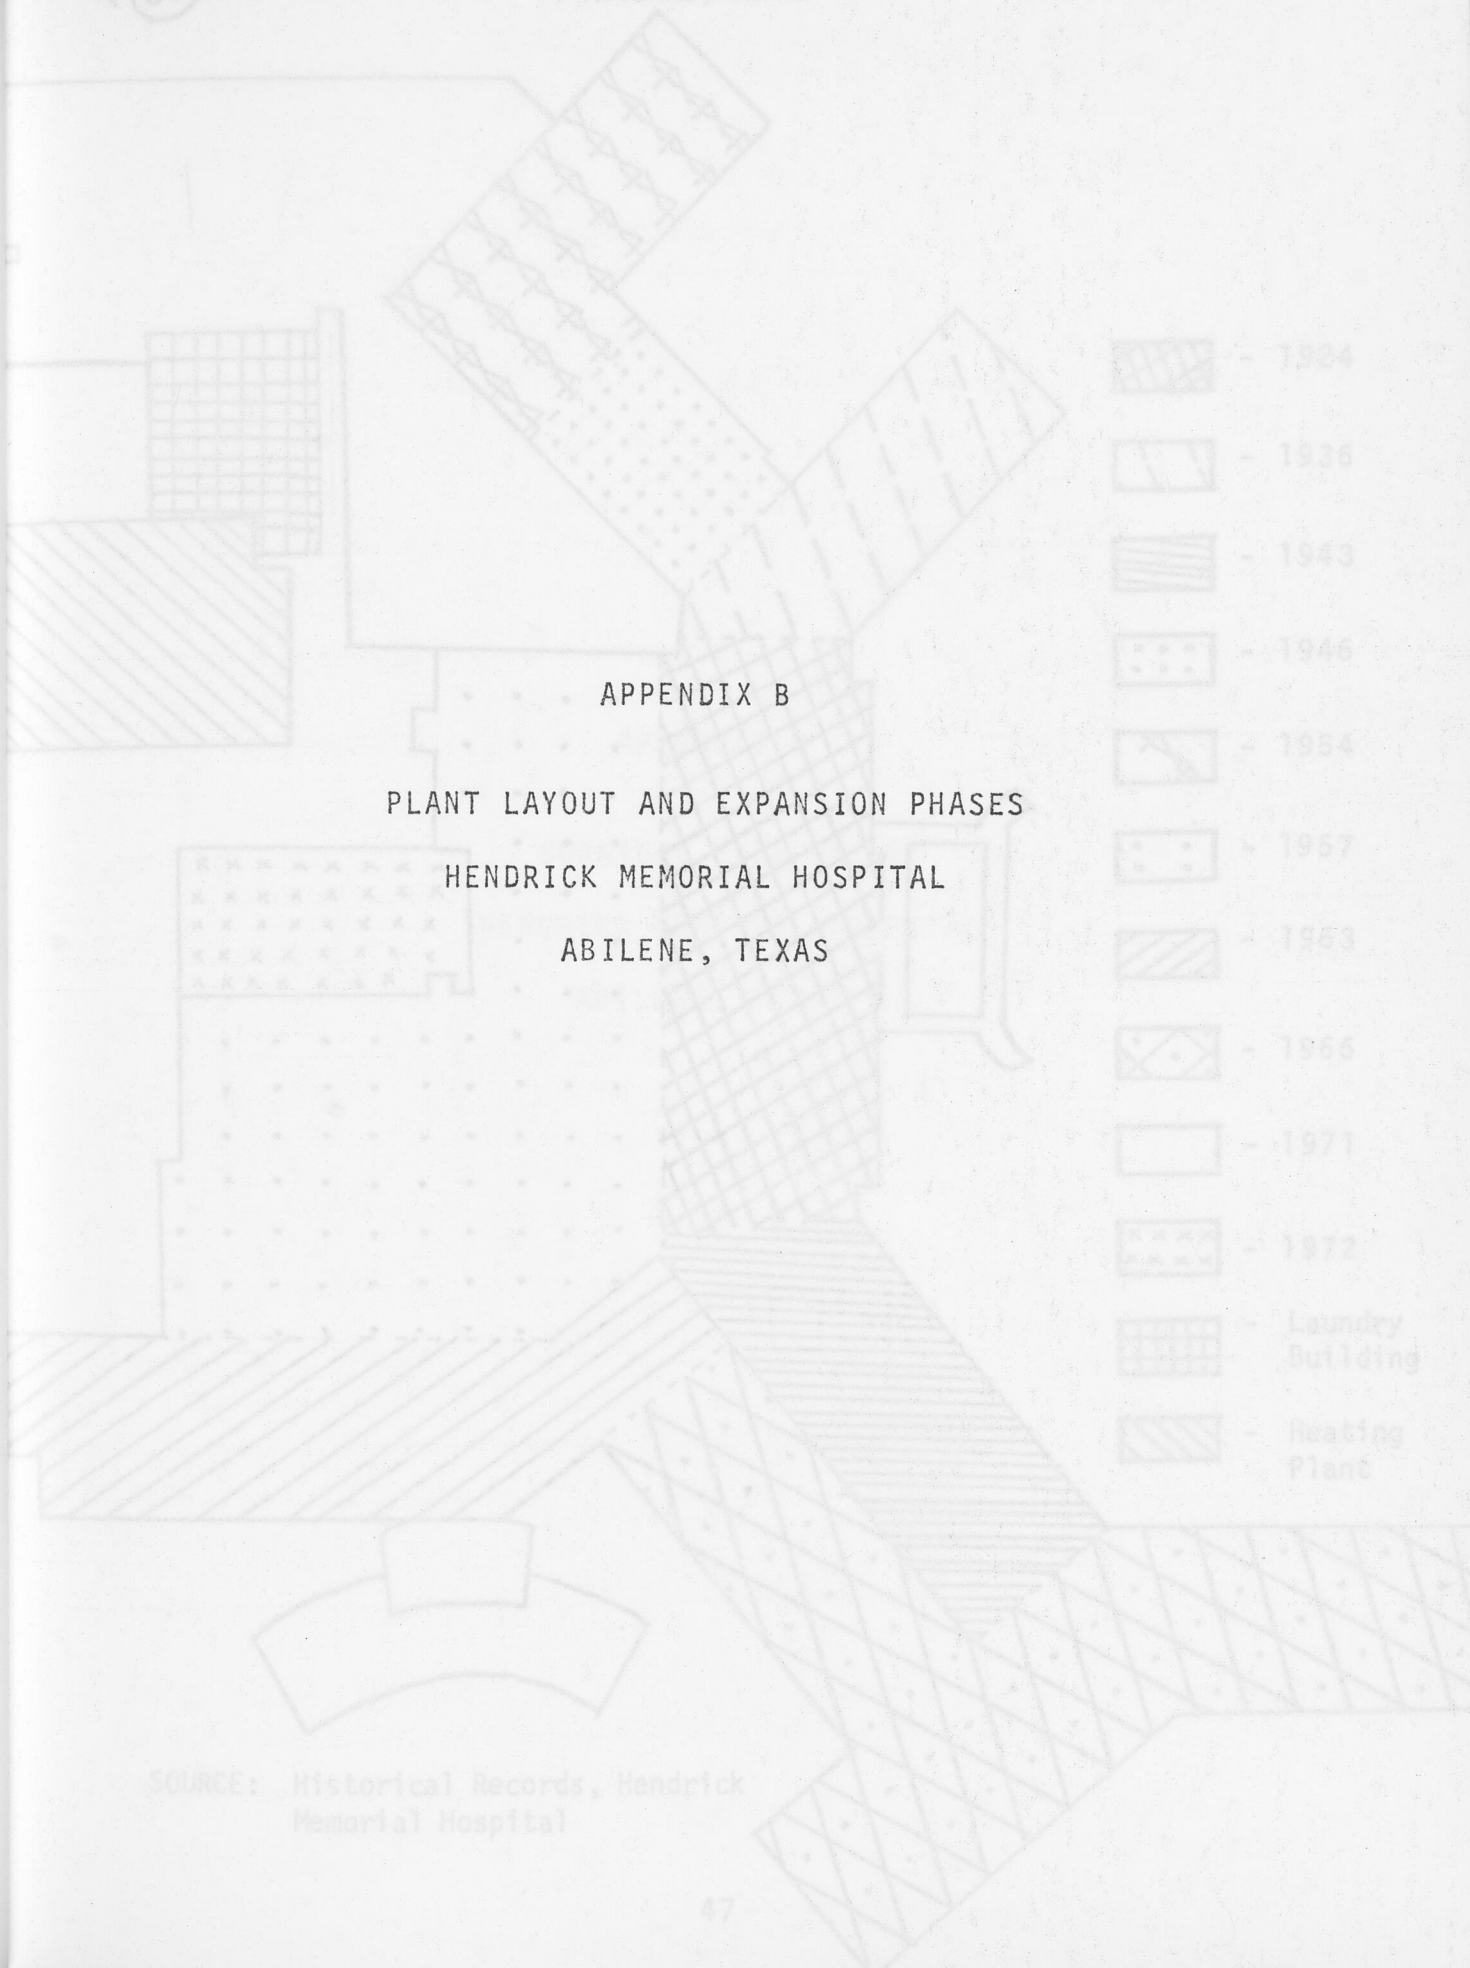 APPENDIX B
PLANT LAYOUT AND EXPANSION PHASES
HENDRICK MEMORIAL HOSPITAL
ABILENE, TEXAS
- 1924
- 1936
- 1943
- 1946
- 1954
- 1957
- 1963
- 1966
- 1971
- 1972
- Laundry
Building
- Heating
Plant
SOURCE: Historical Records, Hendrick
Memorial Hospital
47